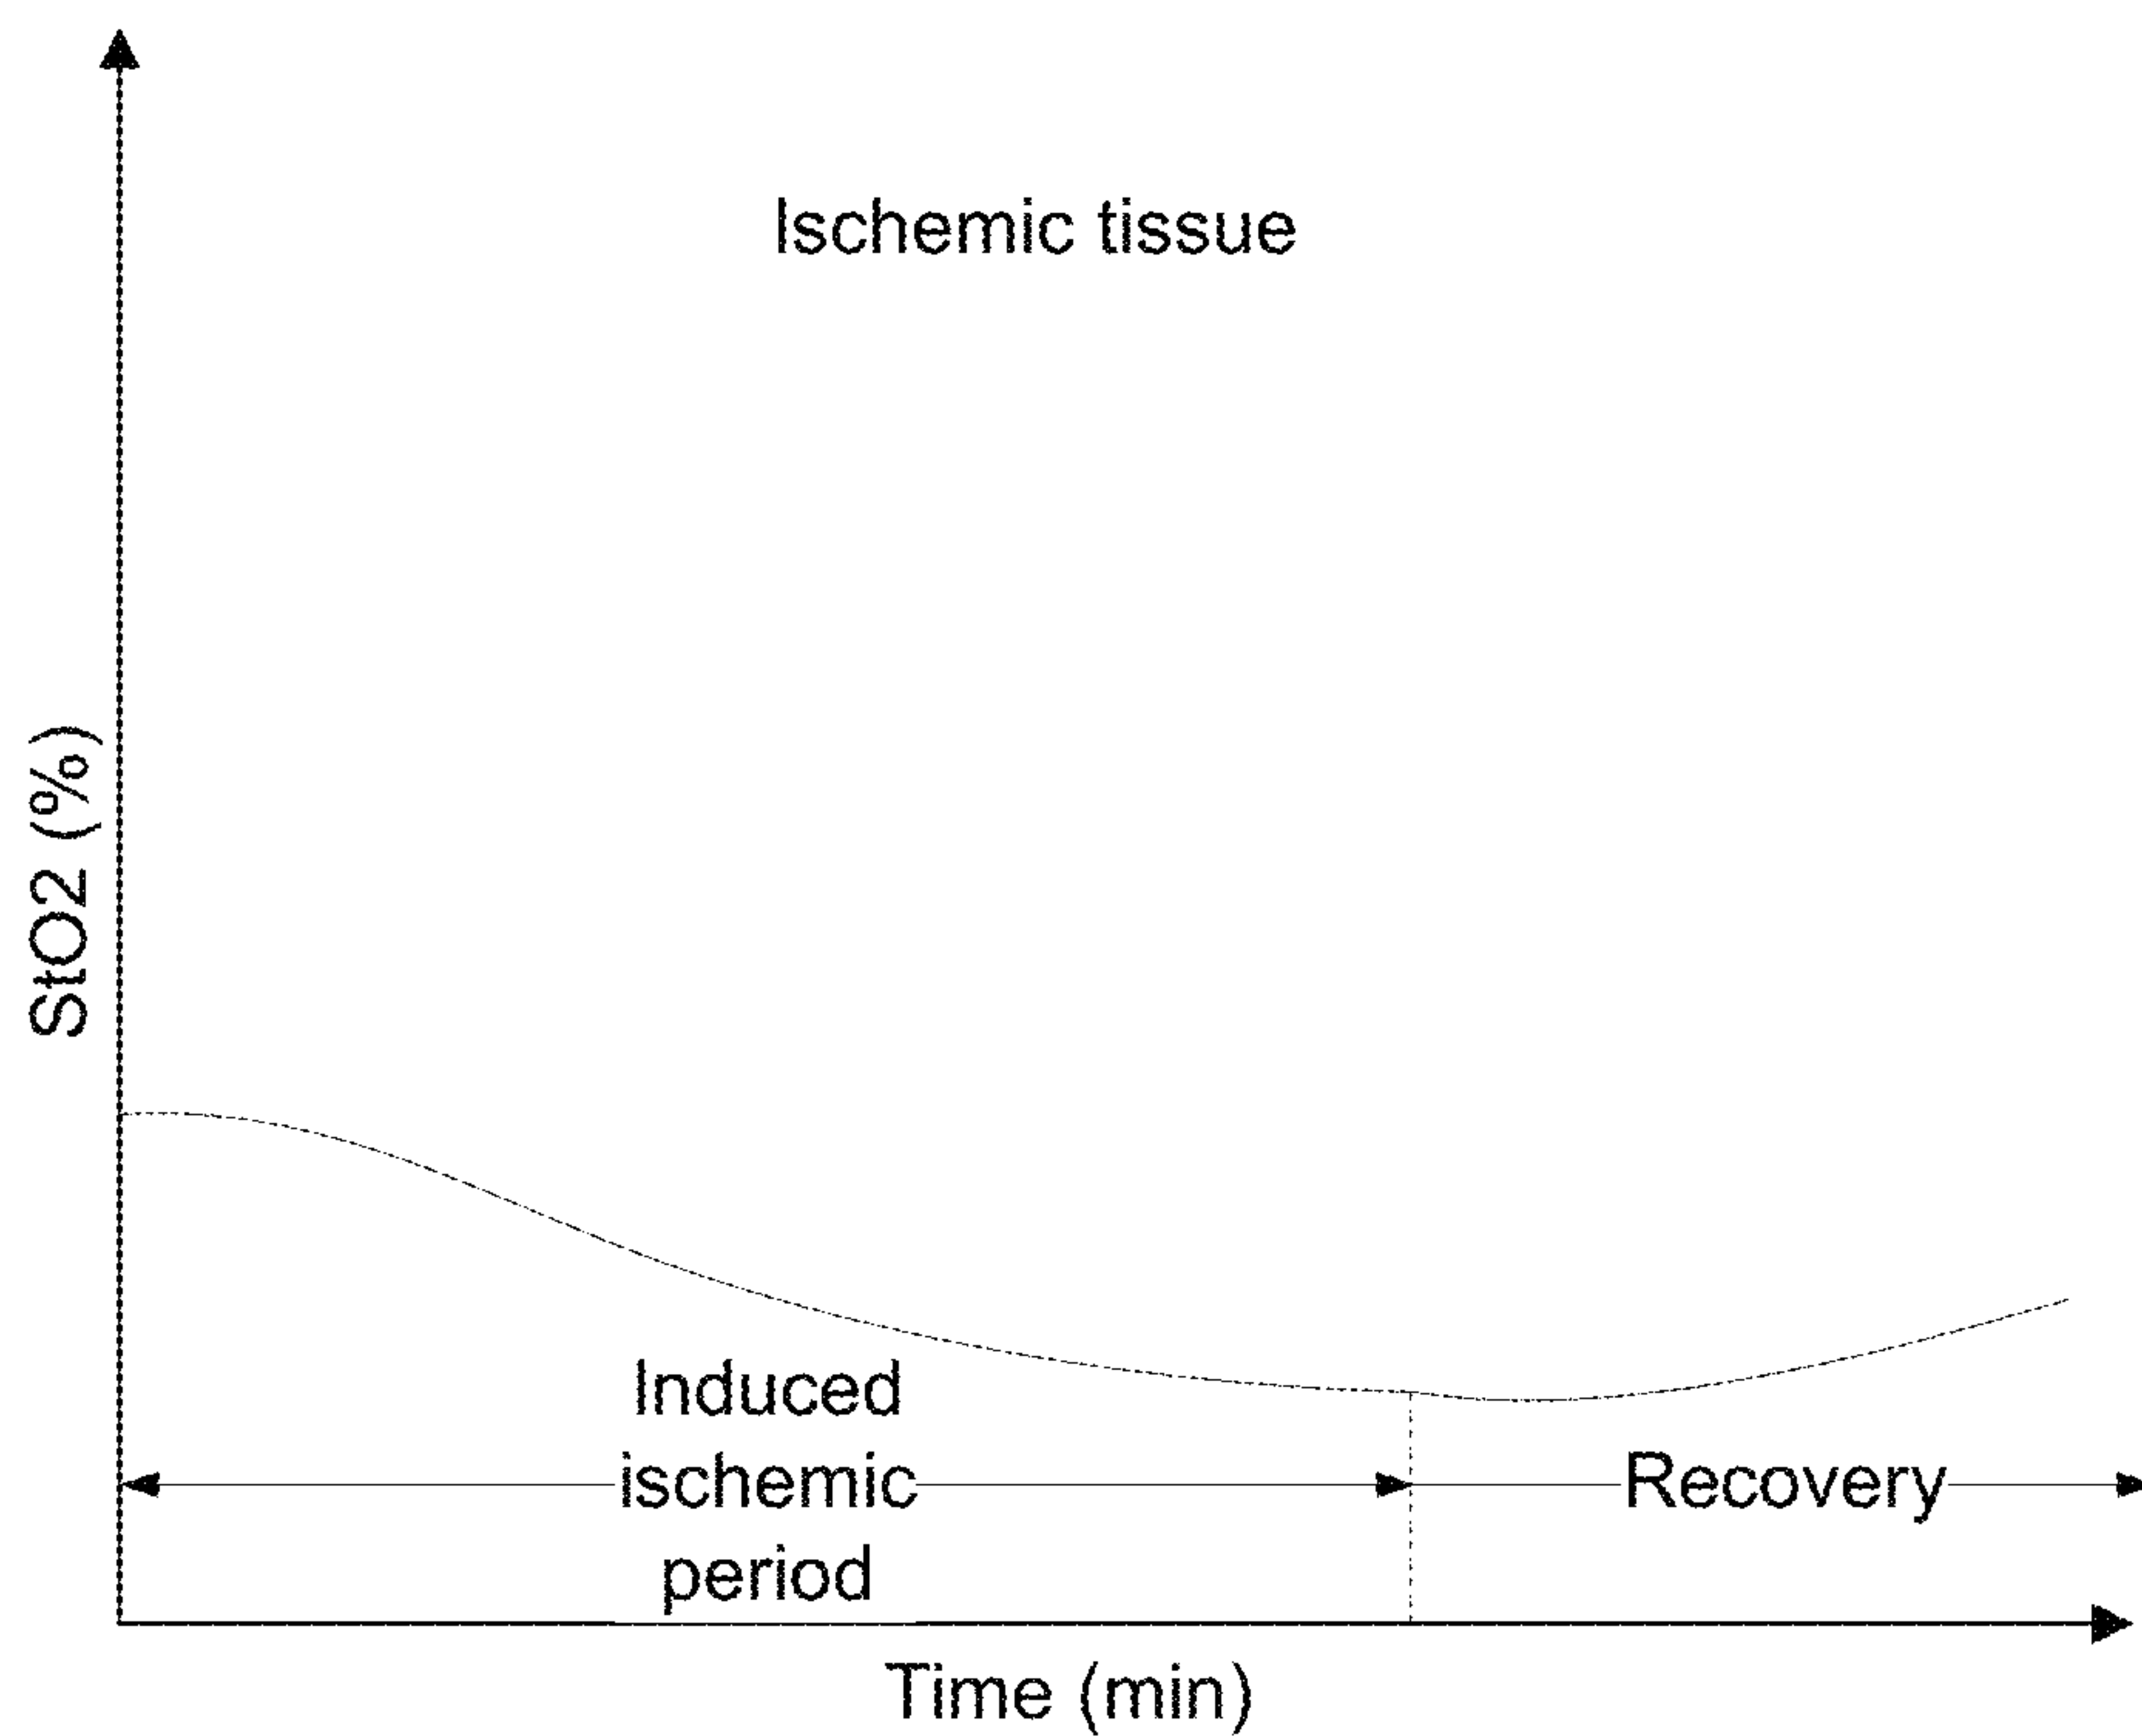 Ischemic tissue
StO2 (%)
Induced
ischemic
period
Recovery
Time (min)